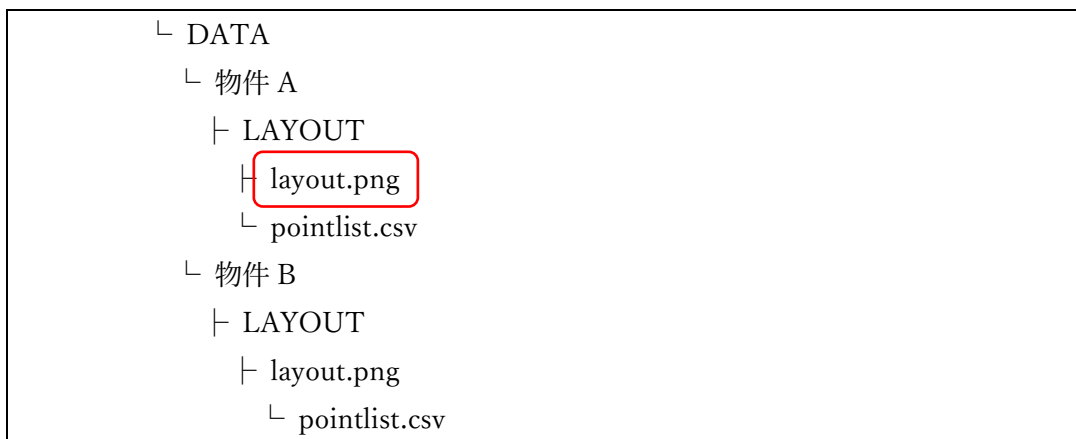 └ DATA
└ 物件 A
├ LAYOUT
├ layout.png
└ pointlist.csv
└ 物件 B
├ LAYOUT
├ layout.png
└ pointlist.csv